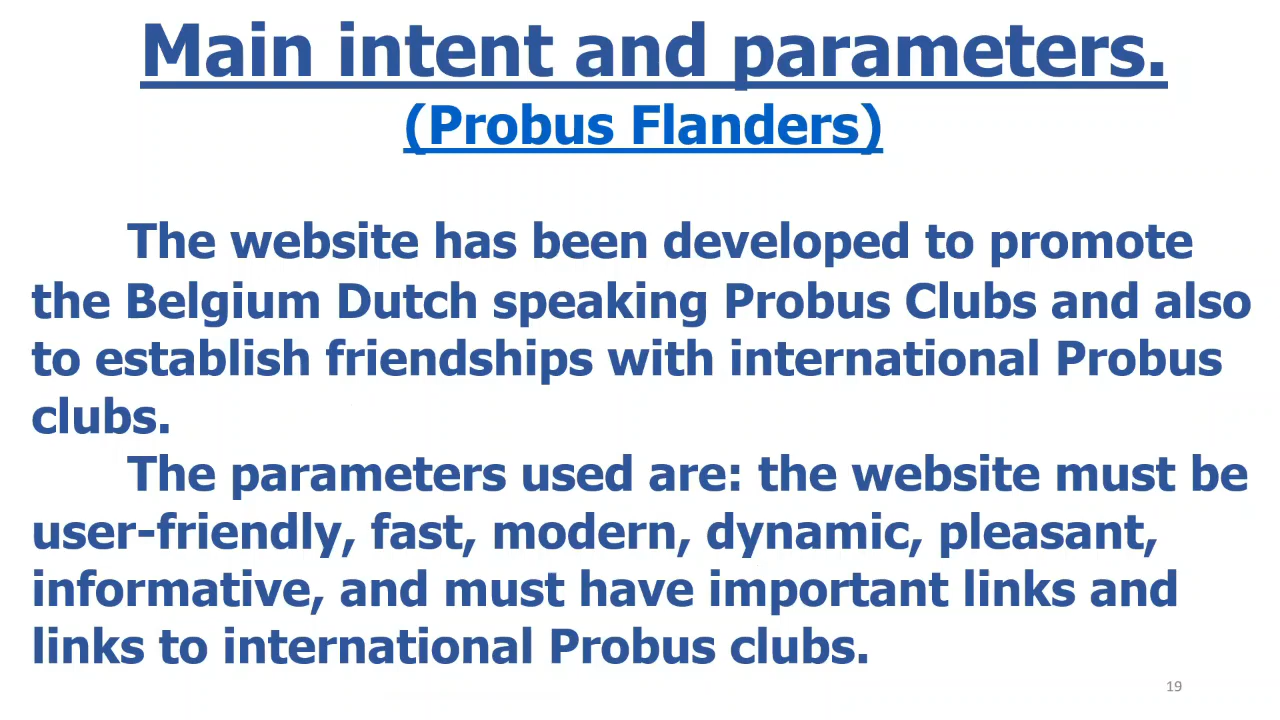 Main intent and parameters.
(Probus Flanders)
The website has been developed to promote
the Belgium Dutch speaking Probus Clubs and also
to establish friendships with international Probus
clubs.
The parameters used are: the website must be
user-friendly, fast, modern, dynamic, pleasant,
informative, and must have important links and
links to international Probus clubs.
19